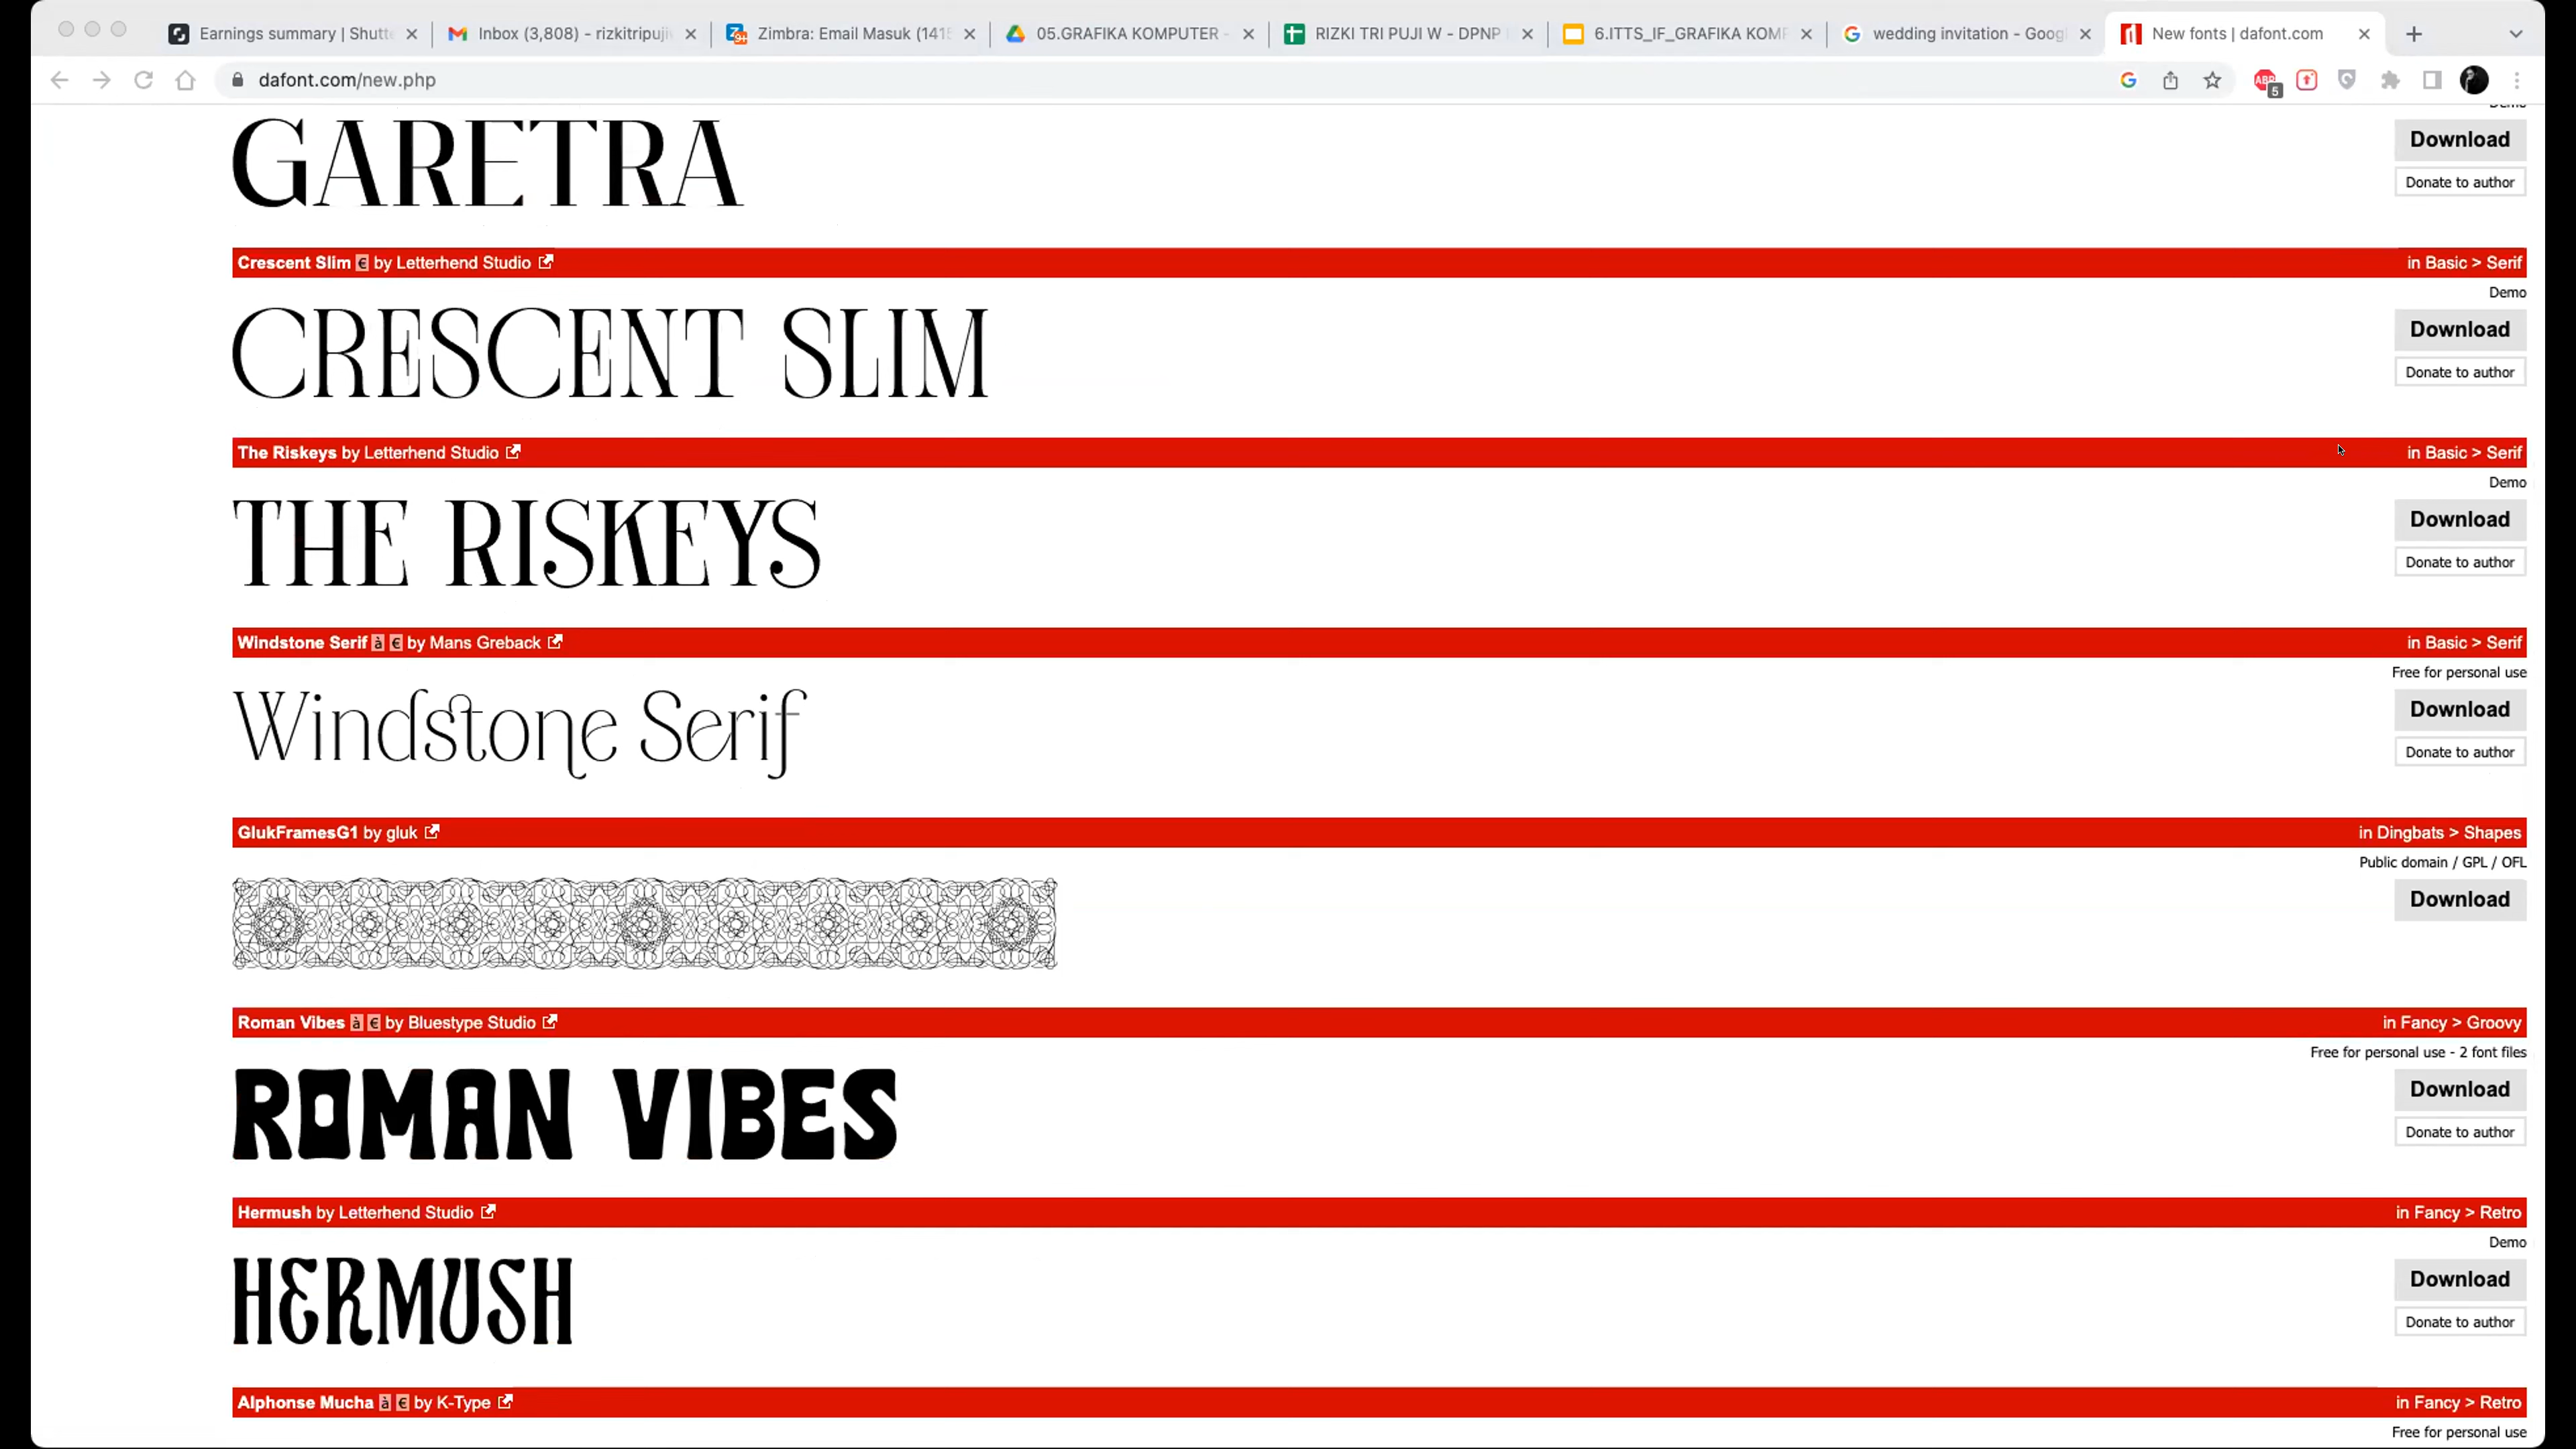 Earnings summary | Shutte
Inbox (3,808) - rizkitripuji
Zimbra: Email Masuk (1415
05.GRAFIKA KOMPUTER -
RIZKI TRI PUJI W - DPNP
6.ITTS_IF_GRAFIKA KOMP
wedding invitation - Goog
New fonts | dafont.com
dafont.com/new.php
ABP
5
Demo
GARETRA
Download
Donate to author
Crescent Slim € by Letterhend Studio
in Basic > Serif
Demo
CRESCENT SLIM
Download
Donate to author
The Riskeys by Letterhend Studio
in Basic > Serif
Demo
THE RISKEYS
Download
Donate to author
Windstone Serif à € by Mans Greback
in Basic > Serif
Free for personal use
Windstone Serif
Download
Donate to author
GlukFramesG1 by gluk
in Dingbats > Shapes
Public domain / GPL / OFL
Download
Roman Vibes à € by Bluestype Studio
in Fancy > Groovy
Free for personal use - 2 font files
ROMAN VIBES
Download
Donate to author
Hermush by Letterhend Studio
in Fancy > Retro
Demo
HERMUSH
Download
Donate to author
Alphonse Mucha à € by K-Type
in Fancy > Retro
Free for personal use